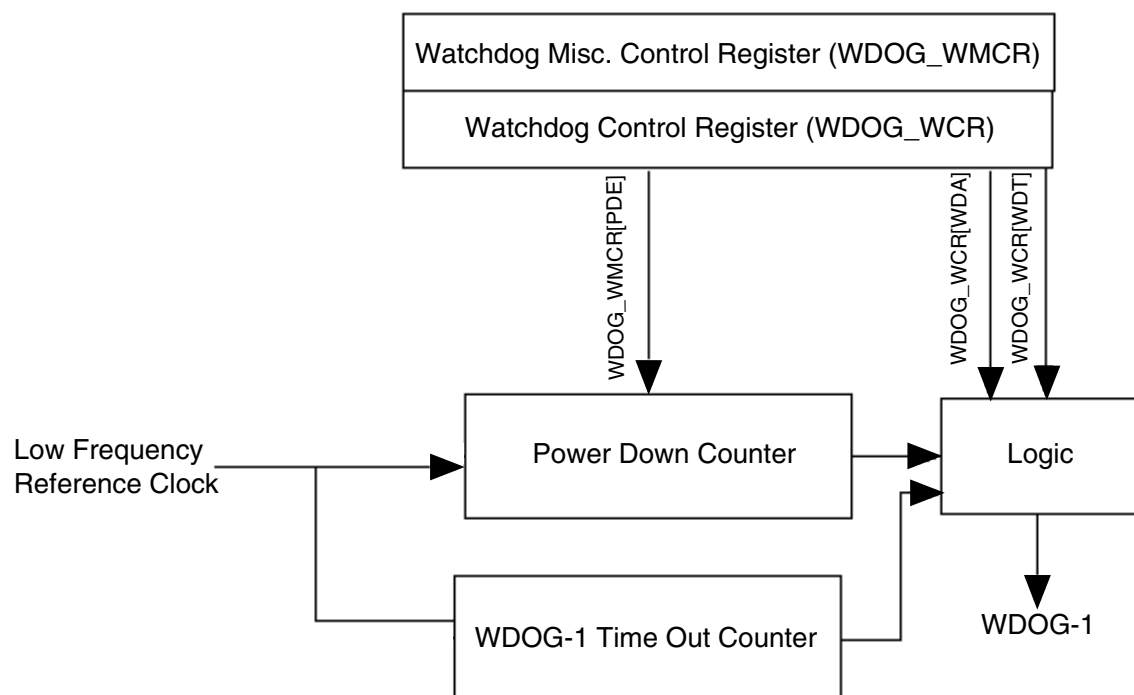 Watchdog Misc. Control Register (WDOG_WMCR)
Watchdog Control Register (WDOG_WCR)
WDOG_WMCR[PDE]
WDOG_WCR[WDA]
WDOG_WCR[WDT]
Low Frequency
Reference Clock
Power Down Counter
Logic
WDOG-1 Time Out Counter
WDOG-1